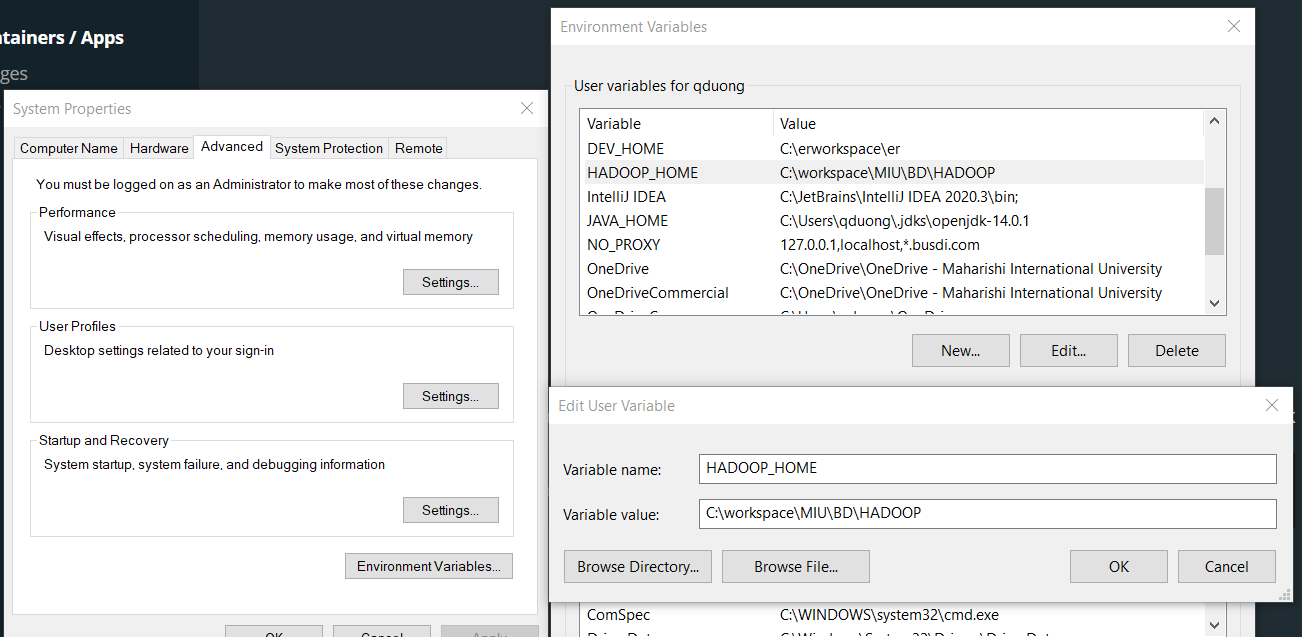 tainers / Apps
ges
System Properties
Computer Name Hardware Advanced System Protection Remote
You must be logged on as an Administrator to make most of these changes.
Performance
Visual effects, processor scheduling, memory usage, and virtual memory
Settings...
User Profiles
Desktop settings related to your sign-in
Settings...
Startup and Recovery
System startup, system failure, and debugging information
Settings...
Environment Variables...
OK Cancel Apply
Environment Variables
User variables for qduong
Variable Value
DEV_HOME C:\erworkspace\er
HADOOP_HOME C:\workspace\MIU\BD\HADOOP
IntelliJ IDEA C:\JetBrains\IntelliJ IDEA 2020.3\bin;
JAVA_HOME C:\Users\qduong\.jdks\openjdk-14.0.1
NO_PROXY 127.0.0.1,localhost,*.busdi.com
OneDrive C:\OneDrive\OneDrive - Maharishi International University
OneDriveCommercial C:\OneDrive\OneDrive - Maharishi International University
New... Edit... Delete
Edit User Variable
Variable name: HADOOP_HOME
Variable value: C:\workspace\MIU\BD\HADOOP
Browse Directory... Browse File... OK Cancel
ComSpec C:\WINDOWS\system32\cmd.exe